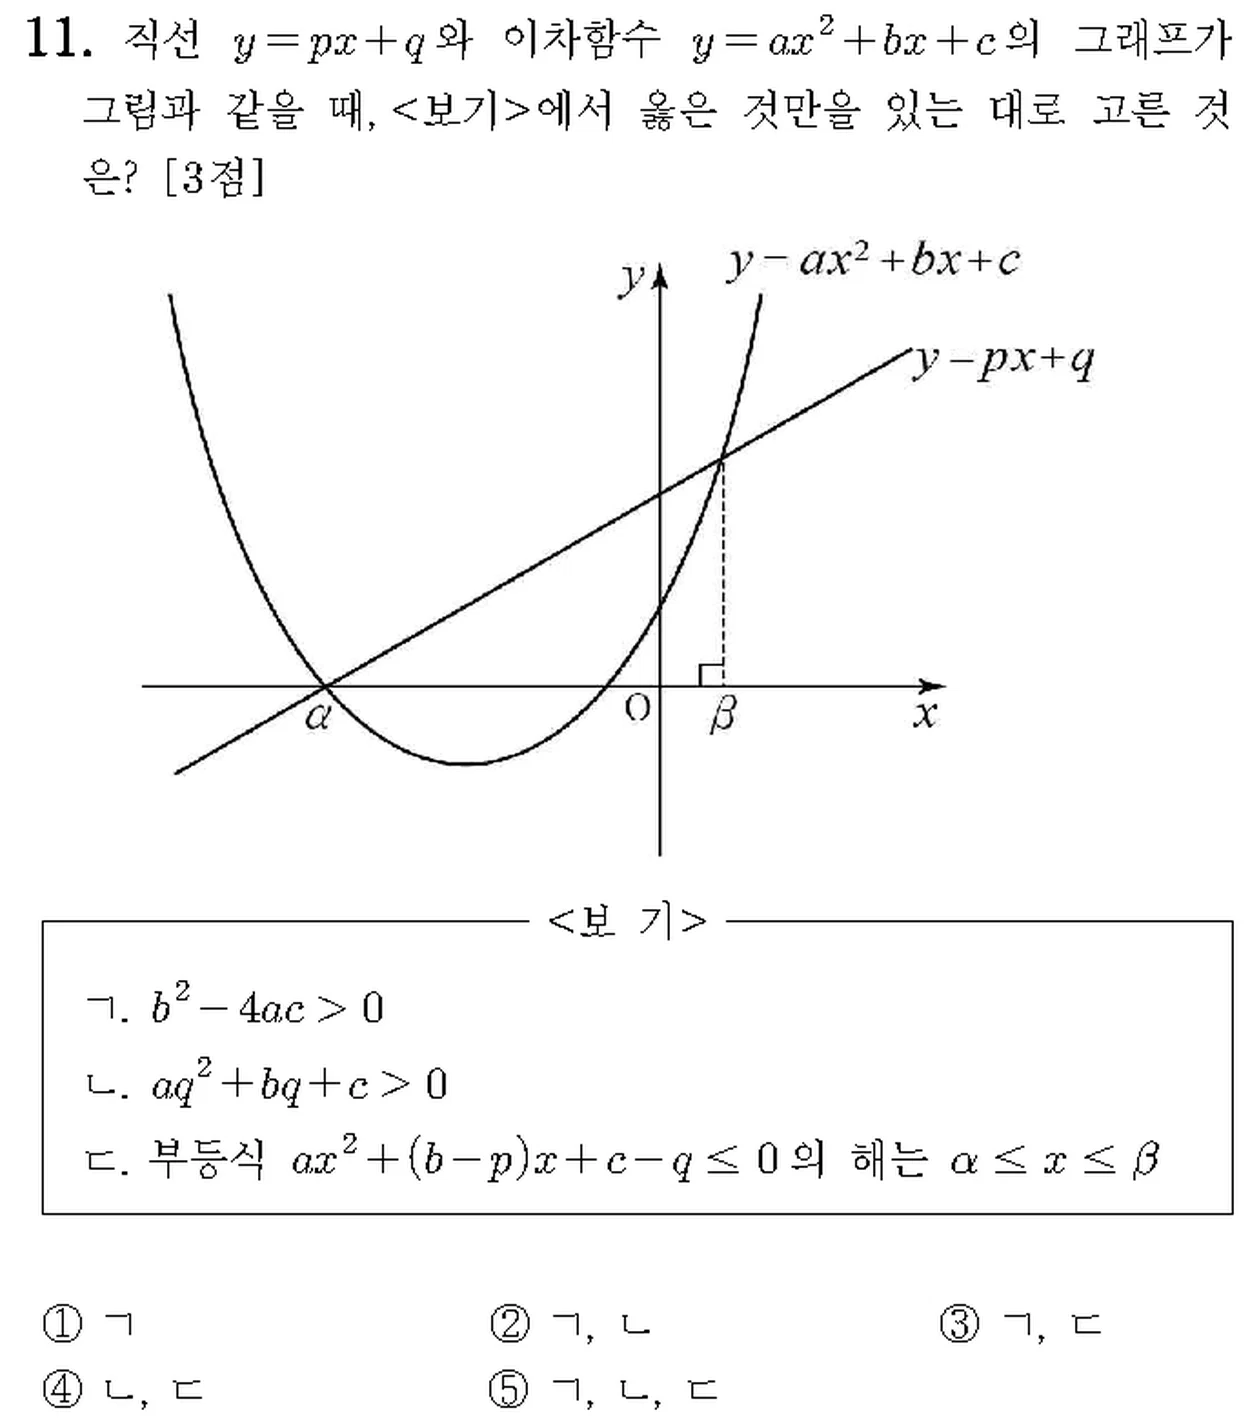 11. 직선 y=px+q와 이차함수 y=ax²+bx+c의 그래프가
그림과 같을 때, <보기>에서 옳은 것만을 있는 대로 고른 것
은? [3점]
y
y-ax²+bx+c
y-px+q
α
O
β
x
<보 기>
ㄱ. b²-4ac>0
ㄴ. aq²+bq+c>0
ㄷ. 부등식 ax²+(b-p)x+c-q≤0의 해는 α≤x≤β
① ㄱ ② ㄱ, ㄴ ③ ㄱ, ㄷ
④ ㄴ, ㄷ ⑤ ㄱ, ㄴ, ㄷ